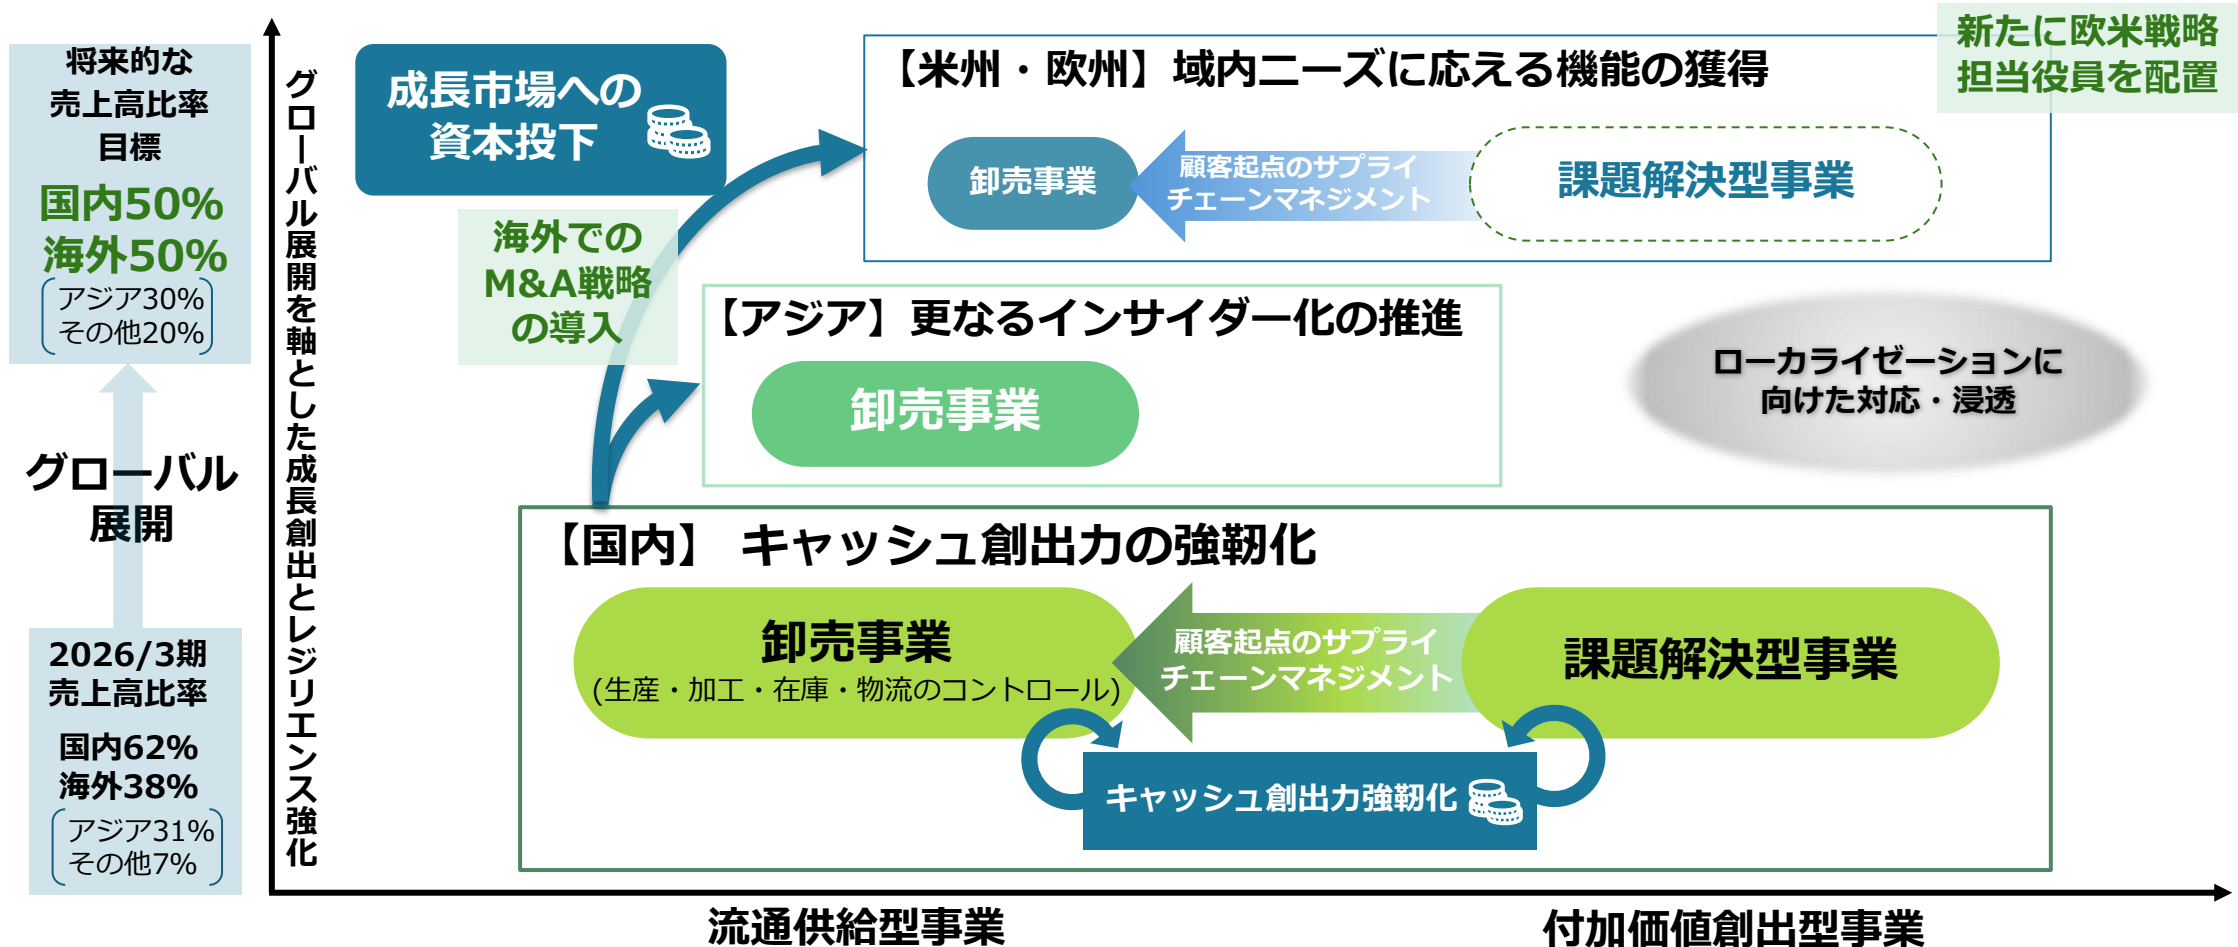 将来的な
売上高比率
目標
国内50%
海外50%
アジア30%
その他20%
グローバル
展開
2026/3期
売上高比率
国内62%
海外38%
アジア31%
その他7%
グローバル展開を軸とした成長創出とレジリエンス強化
成長市場への
資本投下
海外での
M&A戦略
の導入
【米州・欧州】域内ニーズに応える機能の獲得
新たに欧米戦略
担当役員を配置
卸売事業
顧客起点のサプライ
チェーンマネジメント
課題解決型事業
【アジア】更なるインサイダー化の推進
卸売事業
ローカライゼーションに
向けた対応・浸透
【国内】 キャッシュ創出力の強靭化
卸売事業
(生産・加工・在庫・物流のコントロール)
顧客起点のサプライ
チェーンマネジメント
課題解決型事業
キャッシュ創出力強靭化
流通供給型事業
付加価値創出型事業